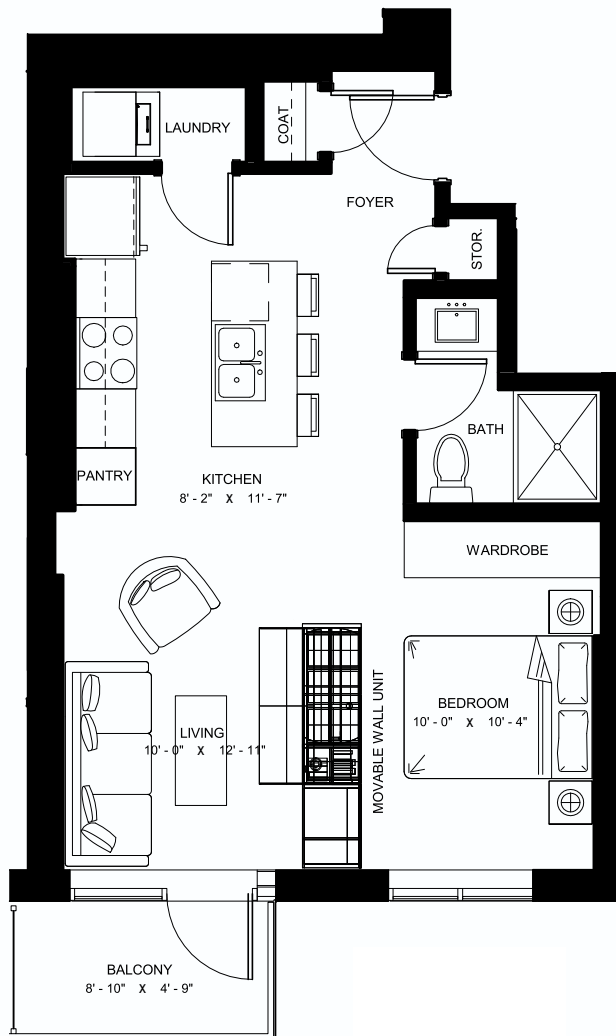 LAUNDRY
COAT
FOYER
STOR.
BATH
PANTRY
KITCHEN
8' - 2" X 11' - 7"
WARDROBE
MOVABLE WALL UNIT
BEDROOM
10' - 0" X 10' - 4"
LIVING
10' - 0" X 12' - 11"
BALCONY
8' - 10" X 4' - 9"